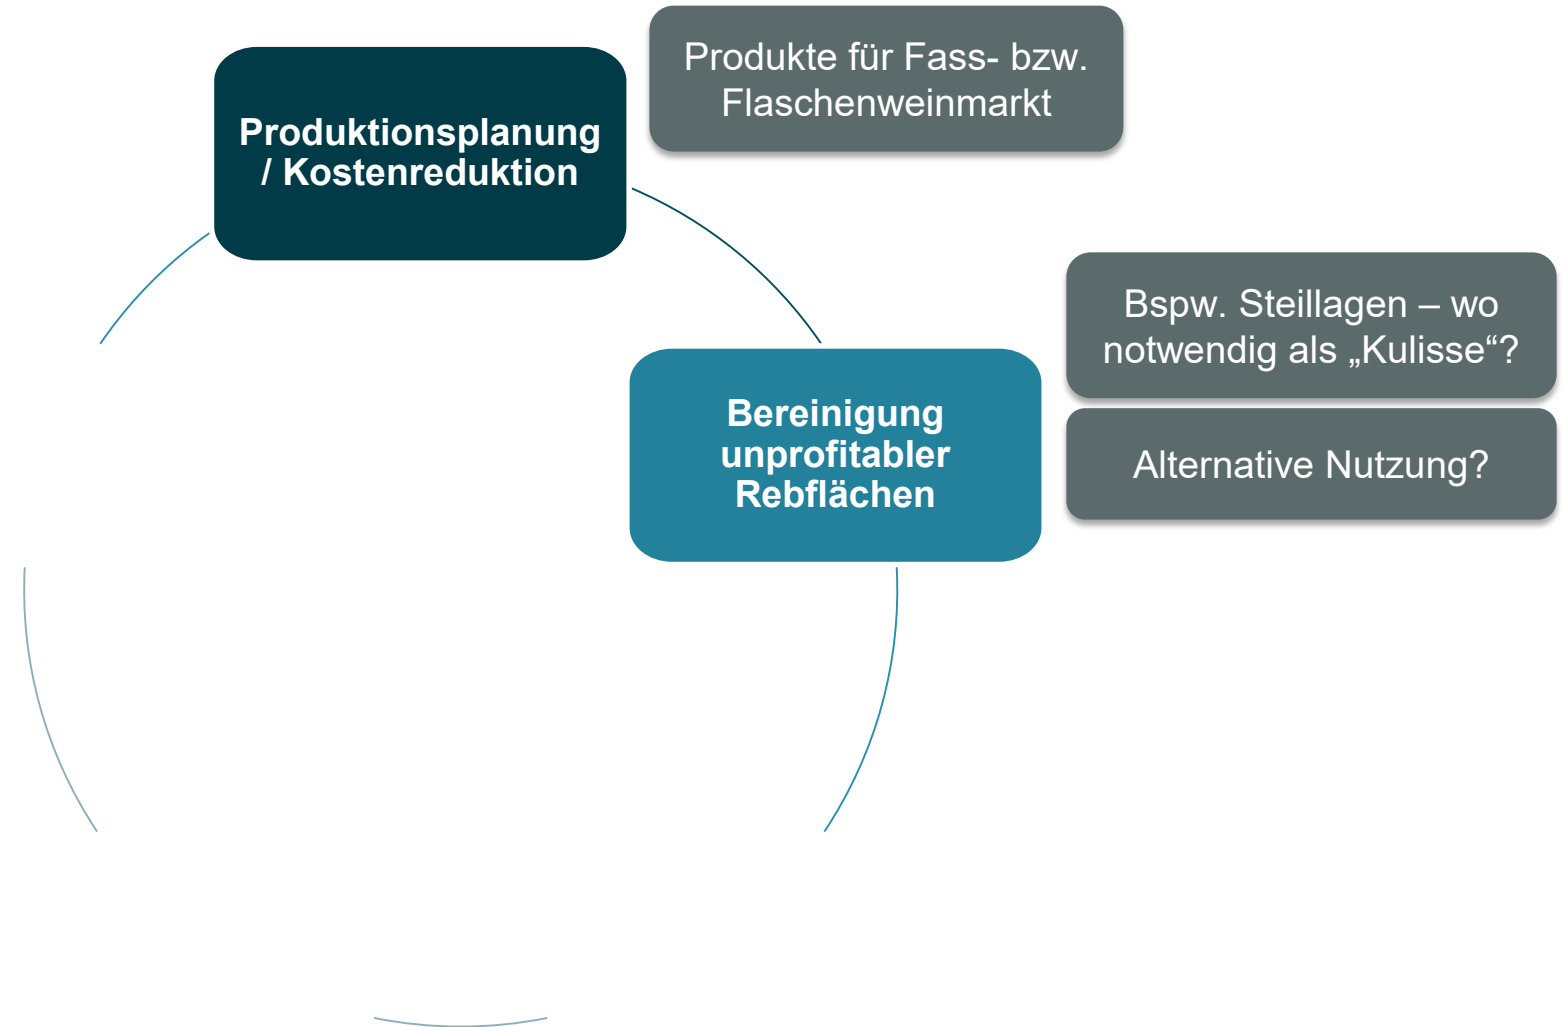 Produkte für Fass- bzw.
Flaschenweinmarkt
Produktionsplanung
/ Kostenreduktion
Bspw. Steillagen – wo
notwendig als „Kulisse“?
Bereinigung
unprofitabler
Rebflächen
Alternative Nutzung?